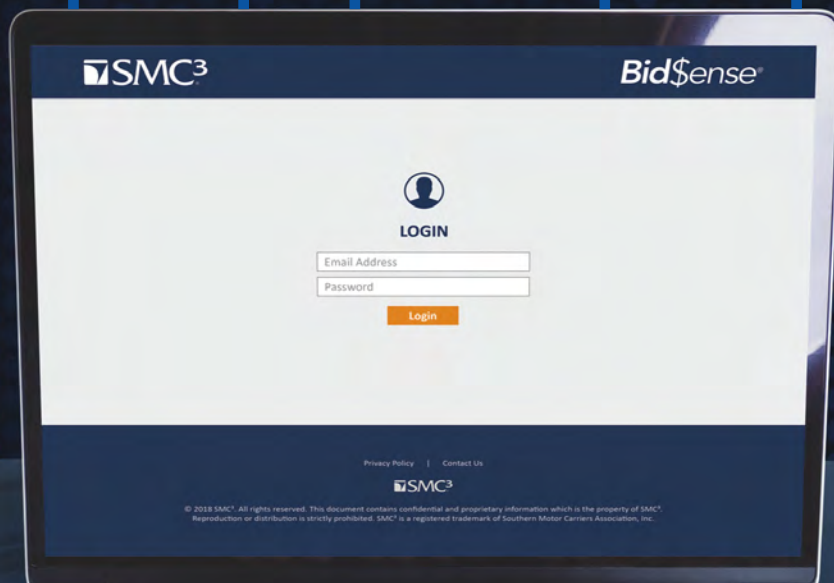 SMC³
Bid$ense®
LOGIN
Email Address
Password
Login
Privacy Policy | Contact Us
SMC³
© 2018 SMC³. All rights reserved. This document contains confidential and proprietary information which is the property of SMC³.
Reproduction or distribution is strictly prohibited. SMC³ is a registered trademark of Southern Motor Carriers Association, Inc.